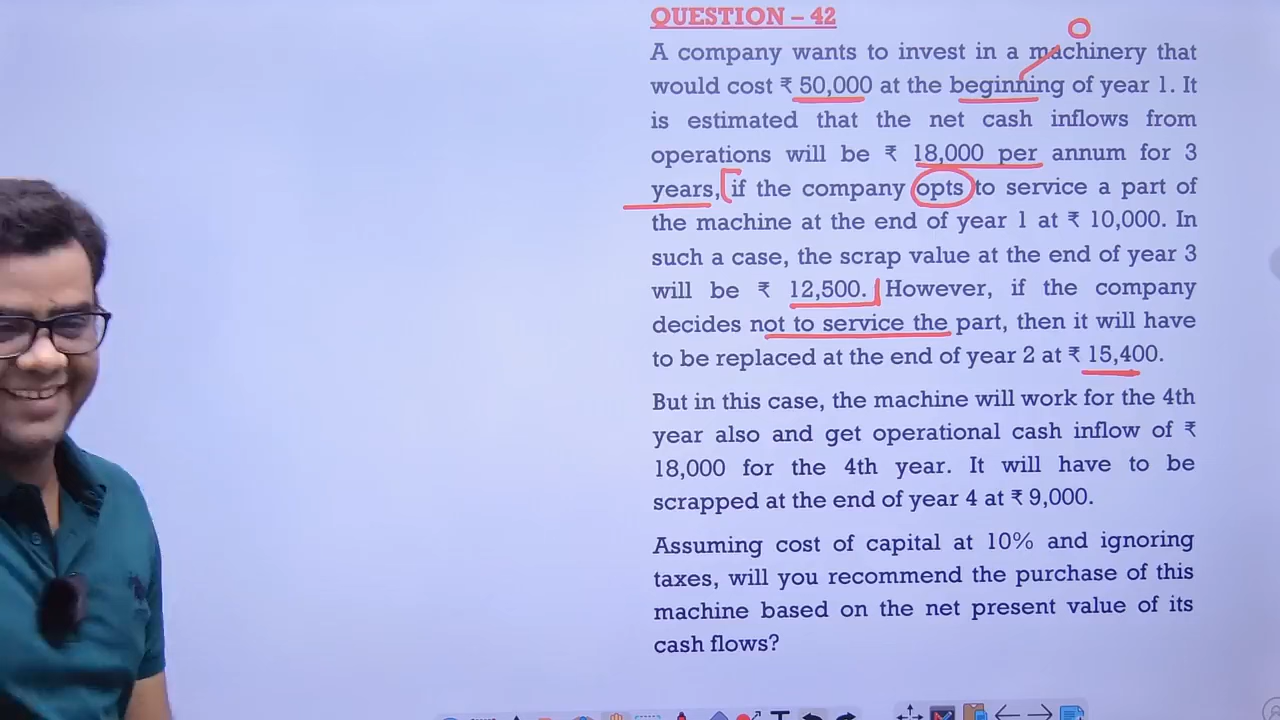 QUESTION – 42
A company wants to invest in a machinery that
would cost ₹ 50,000 at the beginning of year 1. It
is estimated that the net cash inflows from
operations will be ₹ 18,000 per annum for 3
years, if the company opts to service a part of
the machine at the end of year 1 at ₹ 10,000. In
such a case, the scrap value at the end of year 3
will be ₹ 12,500. However, if the company
decides not to service the part, then it will have
to be replaced at the end of year 2 at ₹ 15,400.
But in this case, the machine will work for the 4th
year also and get operational cash inflow of ₹
18,000 for the 4th year. It will have to be
scrapped at the end of year 4 at ₹ 9,000.
Assuming cost of capital at 10% and ignoring
taxes, will you recommend the purchase of this
machine based on the net present value of its
cash flows?